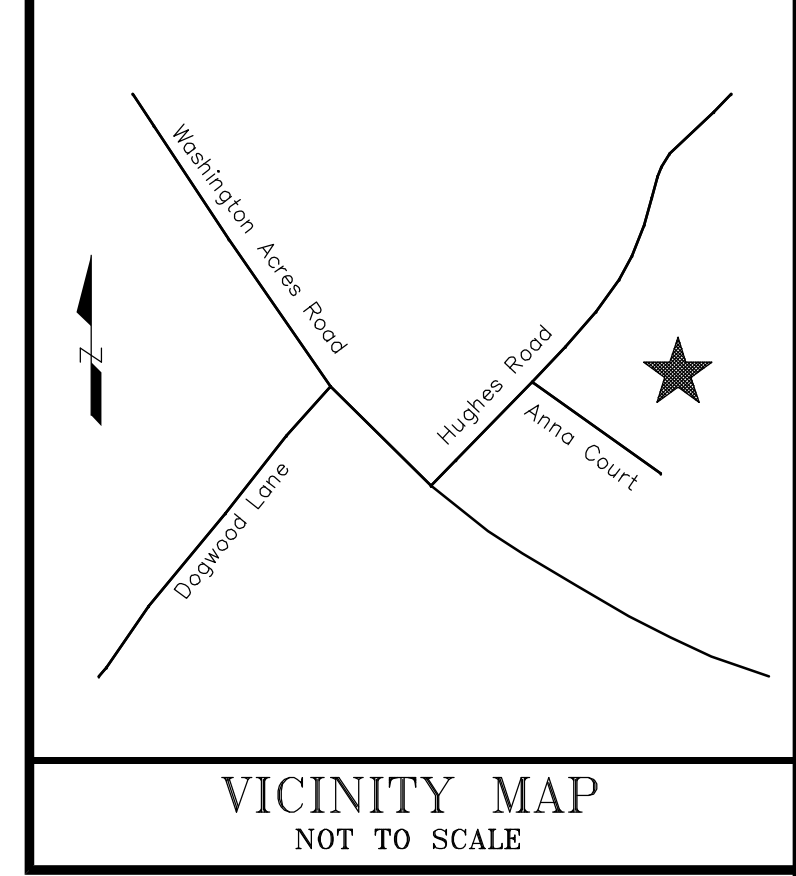 Washington Acres Road
Hughes Road
Anna Court
N
Dogwood Lane
VICINITY MAP
NOT TO SCALE